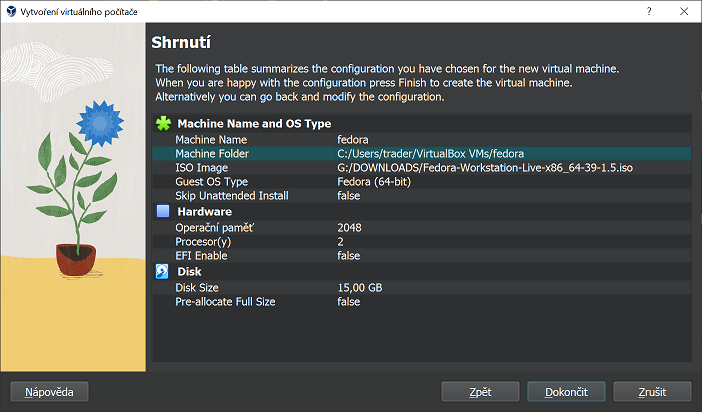 Vytvoření virtuálního počítače
Shrnutí
The following table summarizes the configuration you have chosen for the new virtual machine.
When you are happy with the configuration press Finish to create the virtual machine.
Alternatively you can go back and modify the configuration.
Machine Name and OS Type
Machine Name fedora
Machine Folder C:/Users/trader/VirtualBox VMs/fedora
ISO Image G:/DOWNLOADS/Fedora-Workstation-Live-x86_64-39-1.5.iso
Guest OS Type Fedora (64-bit)
Skip Unattended Install false
Hardware
Operační paměť 2048
Procesor(y) 2
EFI Enable false
Disk
Disk Size 15,00 GB
Pre-allocate Full Size false
Nápověda Zpět Dokončit Zrušit